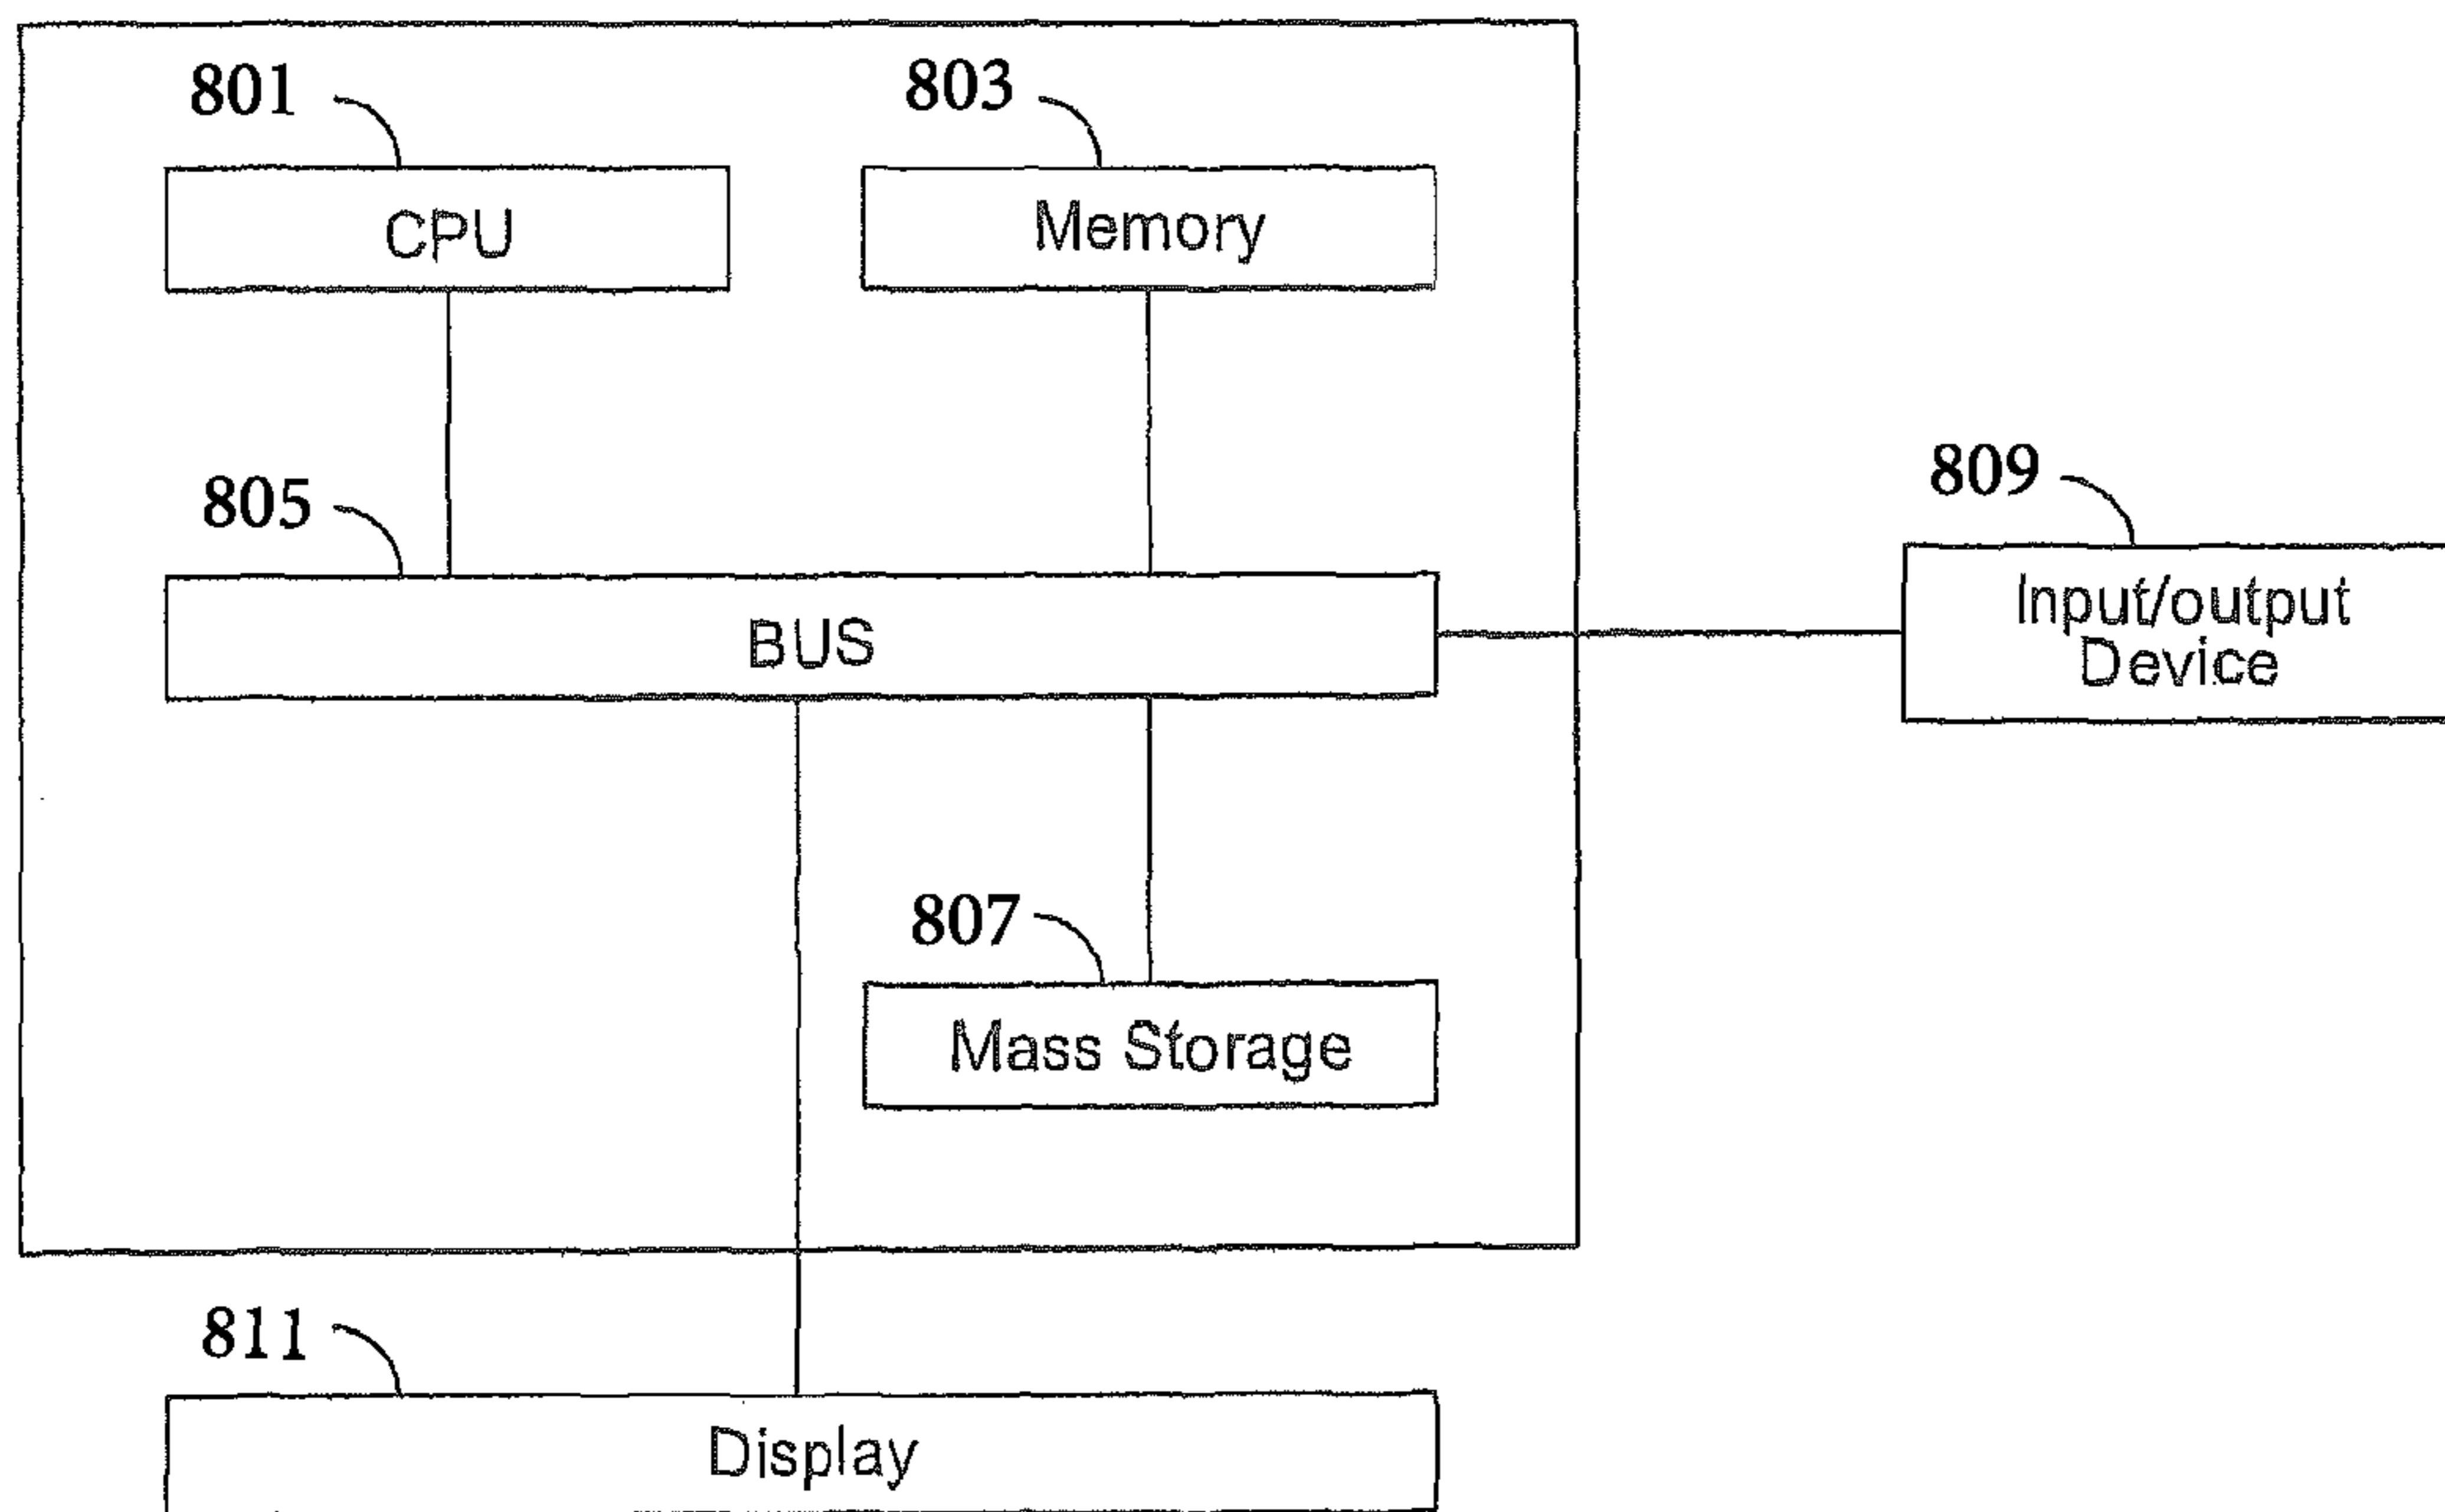 801
803
CPU
Memory
805
809
BUS
Input/output
Device
807
Mass Storage
811
Display